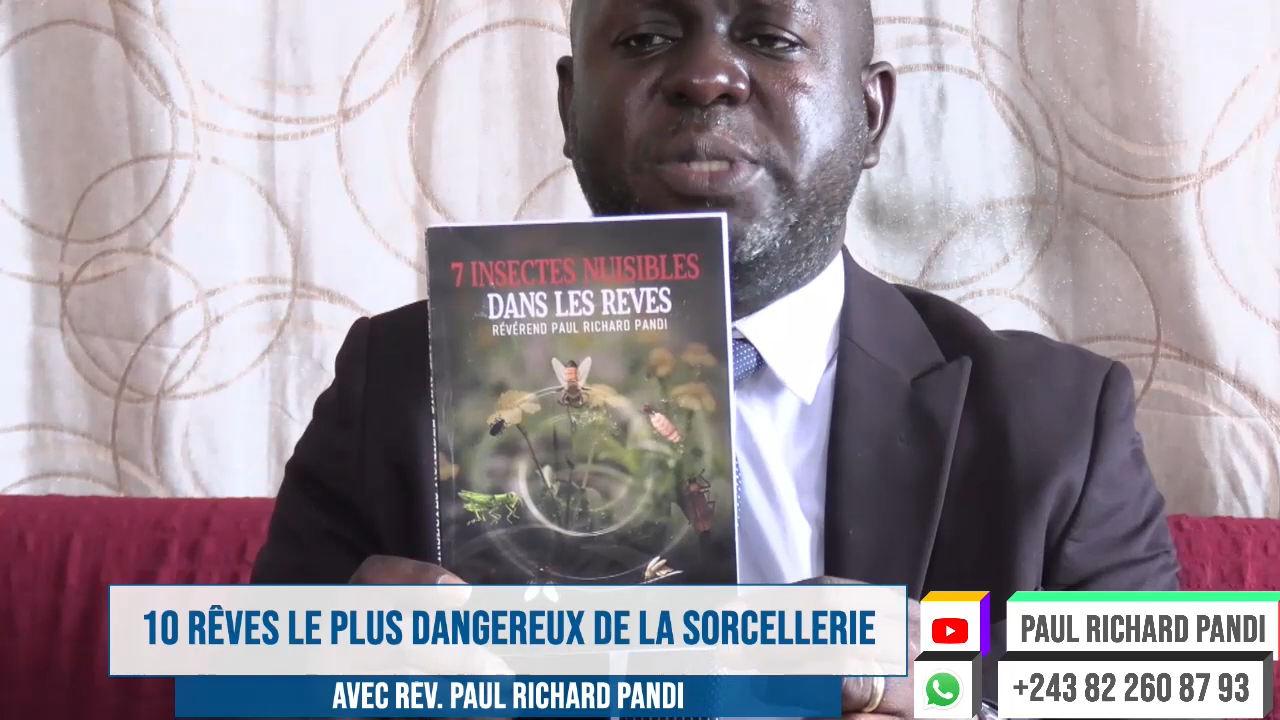 7 INSECTES NUISIBLES
DANS LES REVES
RÉVÉREND PAUL RICHARD PANDI
10 RÊVES LE PLUS DANGEREUX DE LA SORCELLERIE
AVEC REV. PAUL RICHARD PANDI
PAUL RICHARD PANDI
+243 82 260 87 93